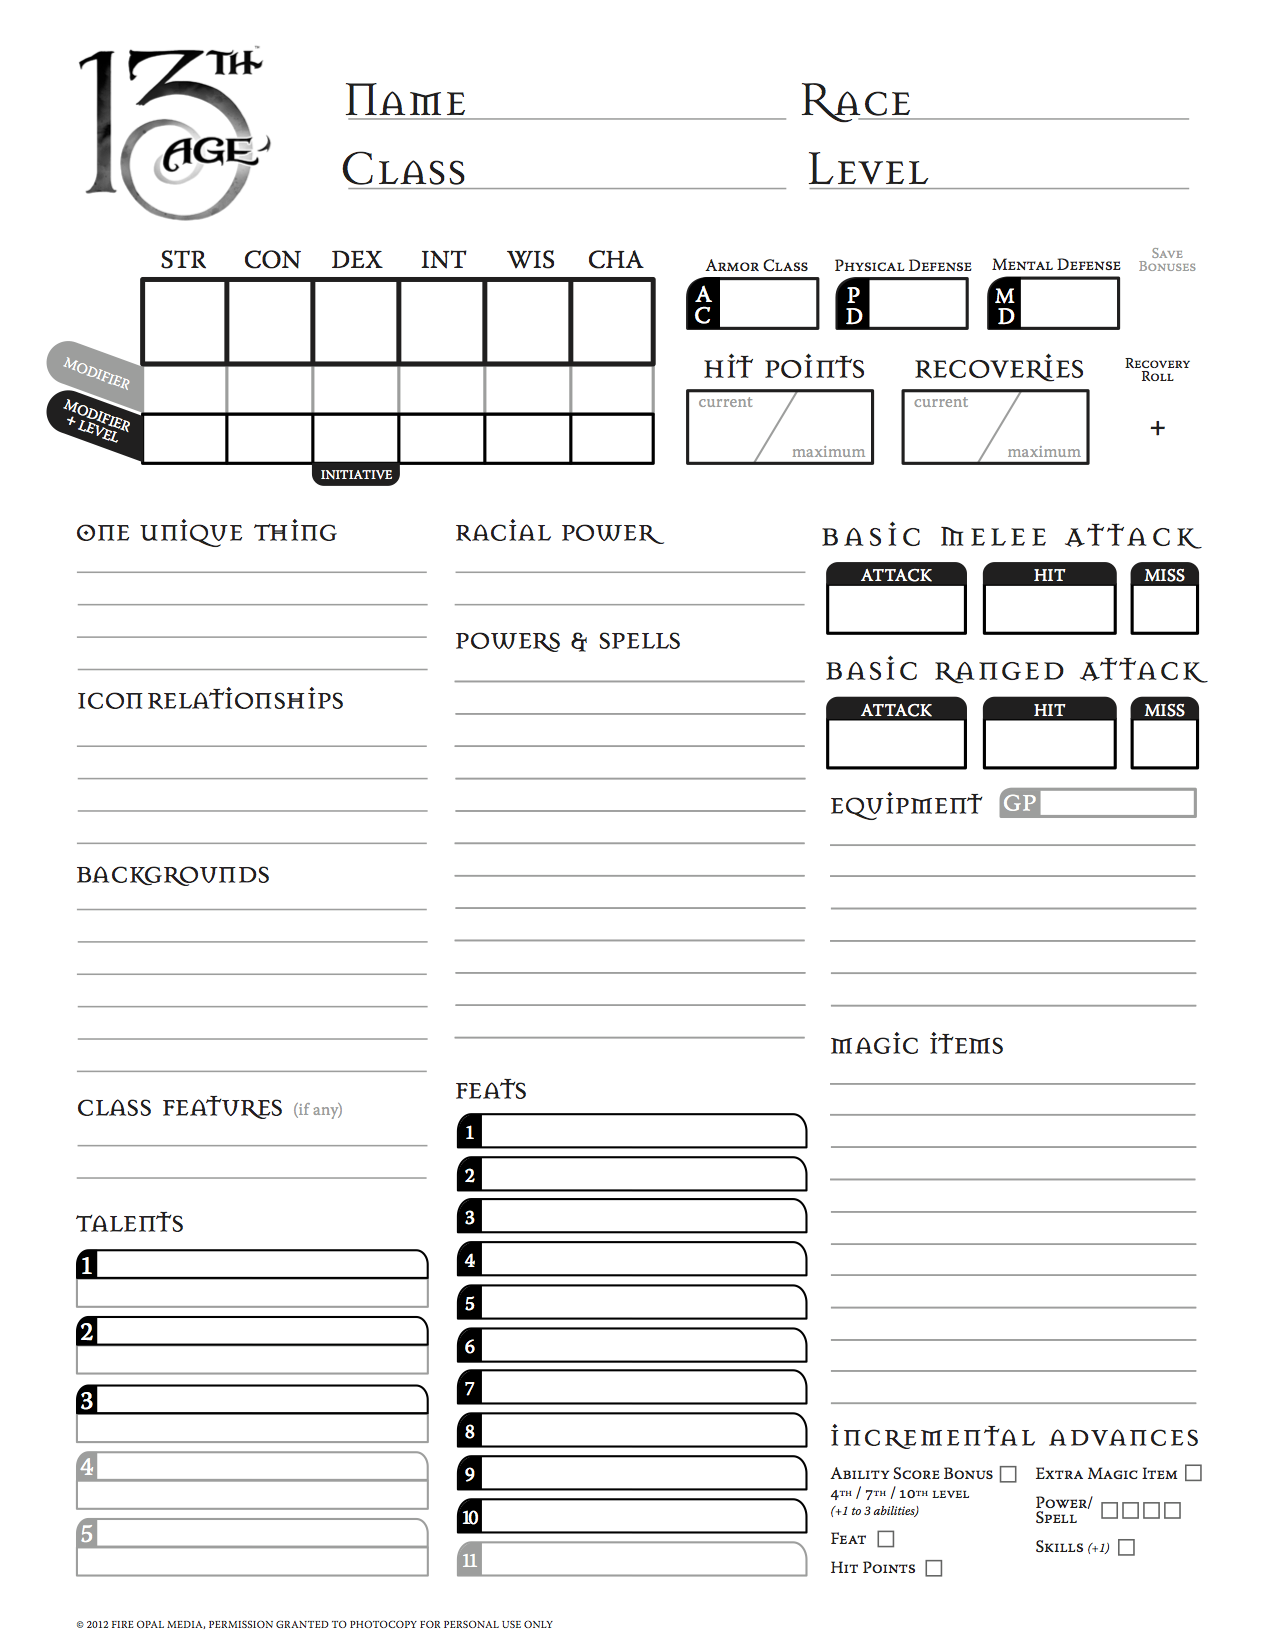 13TH AGE™
NAME
RACE
CLASS
LEVEL
STR CON DEX INT WIS CHA
MODIFIER
MODIFIER + LEVEL
INITIATIVE
ARMOR CLASS
PHYSICAL DEFENSE
MENTAL DEFENSE
SAVE BONUSES
AC
PD
MD
HIT POINTS
RECOVERIES
RECOVERY ROLL
current
maximum
current
maximum
+
ONE UNIQUE THING
ICON RELATIONSHIPS
BACKGROUNDS
CLASS FEATURES (if any)
TALENTS
1
2
3
4
5
RACIAL POWER
POWERS & SPELLS
FEATS
1
2
3
4
5
6
7
8
9
10
11
BASIC MELEE ATTACK
ATTACK HIT MISS
BASIC RANGED ATTACK
ATTACK HIT MISS
EQUIPMENT GP
MAGIC ITEMS
INCREMENTAL ADVANCES
ABILITY SCORE BONUS
4TH / 7TH / 10TH LEVEL
(+1 to 3 abilities)
FEAT
HIT POINTS
EXTRA MAGIC ITEM
POWER/
SPELL
SKILLS (+1)
© 2012 FIRE OPAL MEDIA, PERMISSION GRANTED TO PHOTOCOPY FOR PERSONAL USE ONLY